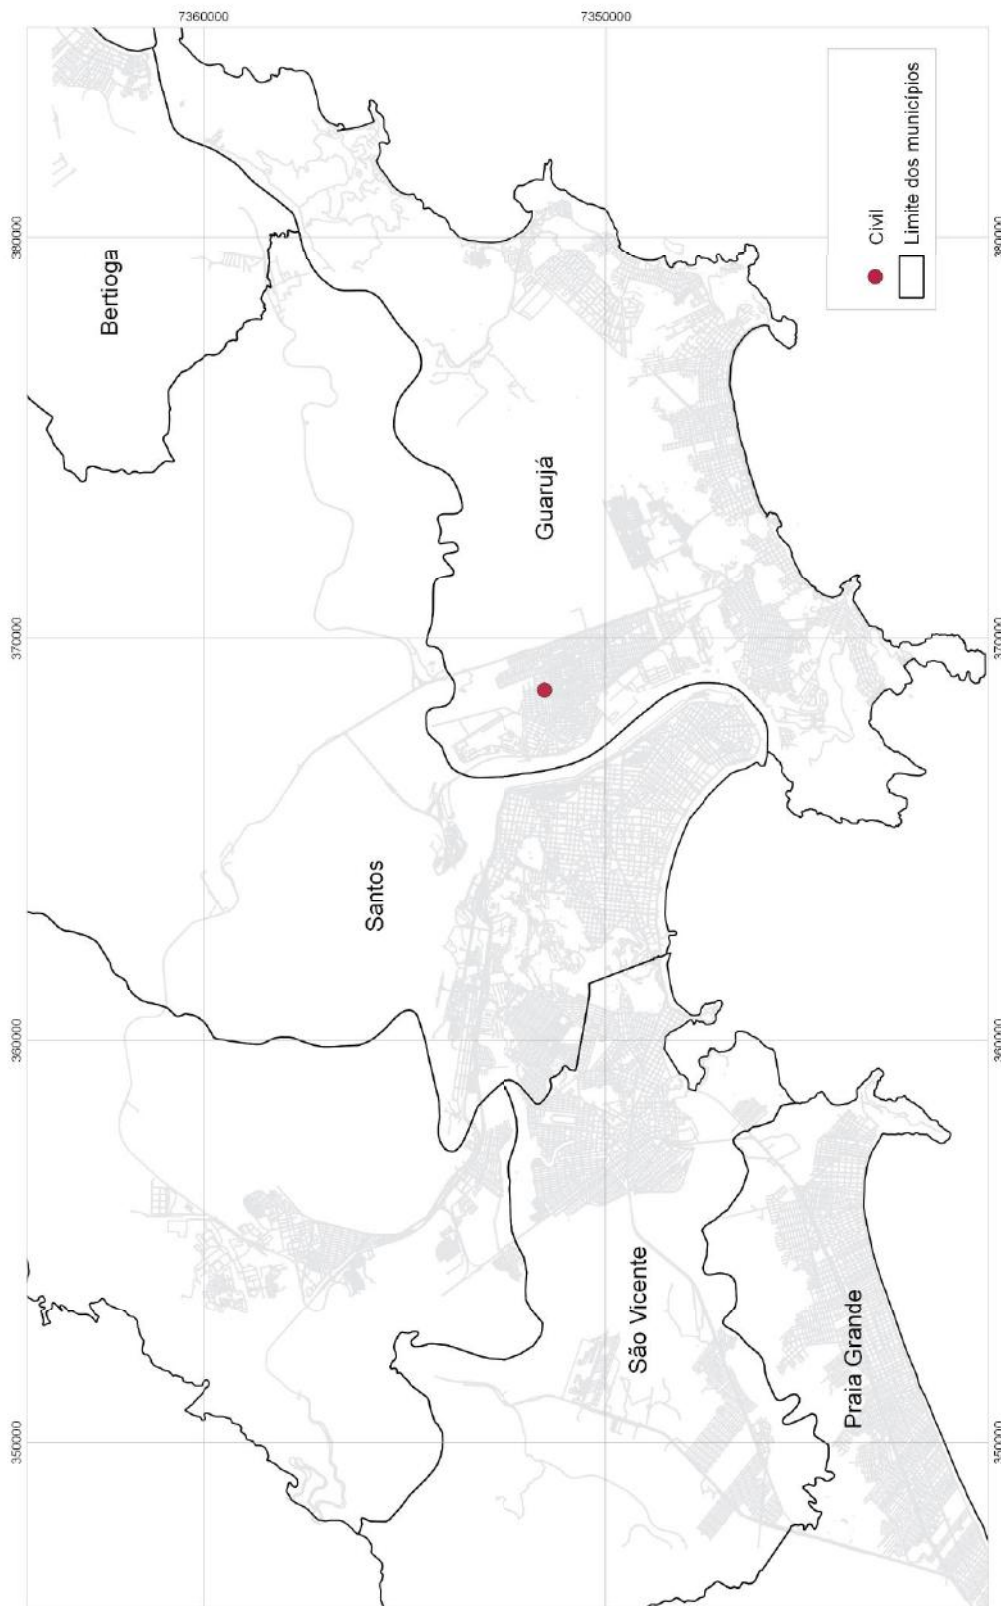 7360000
7350000
380000
370000
360000
350000
380000
370000
360000
350000
Bertioga
Guarujá
Santos
São Vicente
Praia Grande
Civil
Limite dos municípios